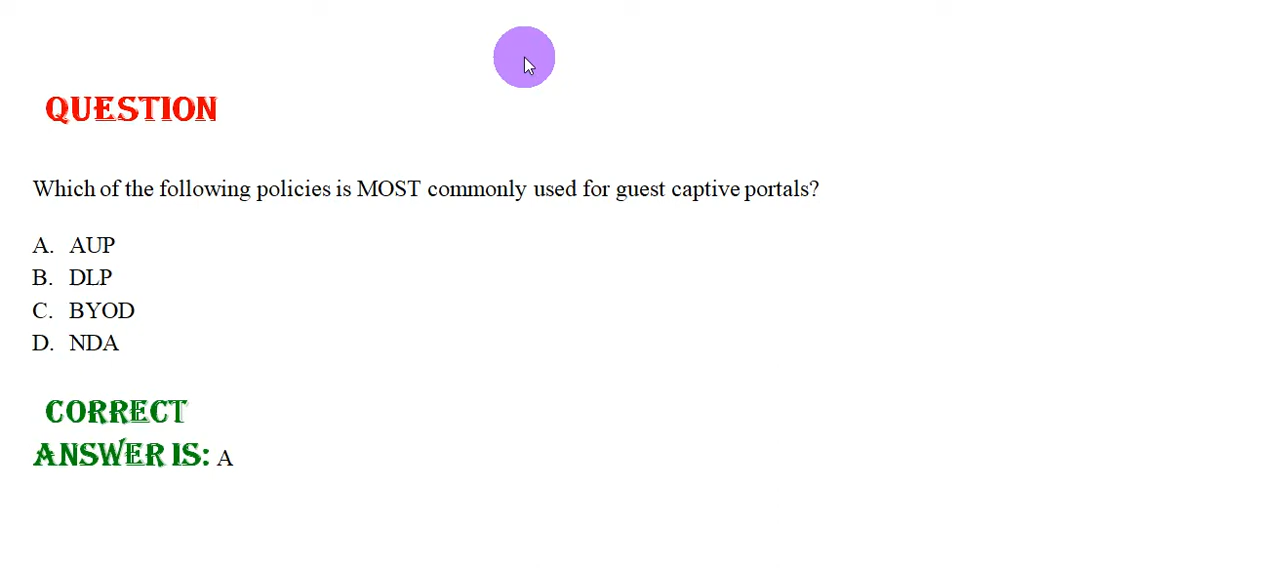 QUESTION
Which of the following policies is MOST commonly used for guest captive portals?
A. AUP
B. DLP
C. BYOD
D. NDA
CORRECT
ANSWER IS: A